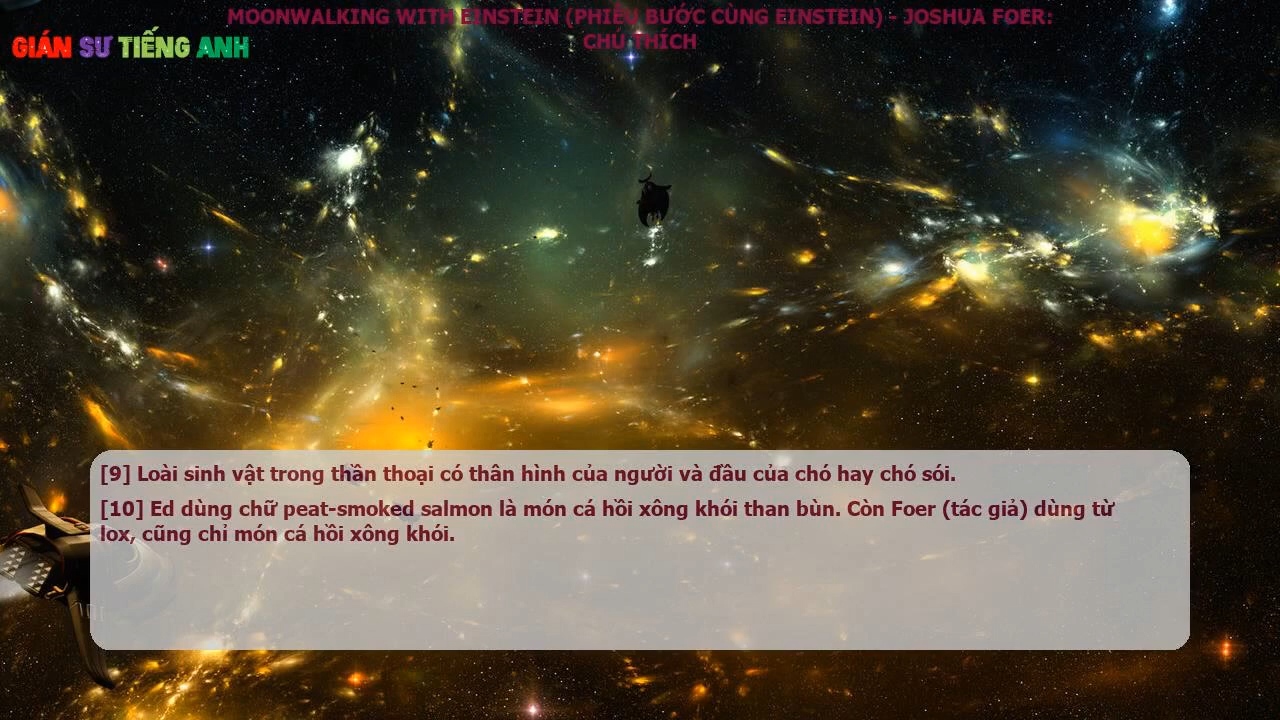 MOONWALKING WITH EINSTEIN (PHIÊU BƯỚC CÙNG EINSTEIN) - JOSHUA FOER:
CHÚ THÍCH
GIÁN SƯ TIẾNG ANH
[9] Loài sinh vật trong thần thoại có thân hình của người và đầu của chó hay chó sói.
[10] Ed dùng chữ peat-smoked salmon là món cá hồi xông khói than bùn. Còn Foer (tác giả) dùng từ
lox, cũng chỉ món cá hồi xông khói.